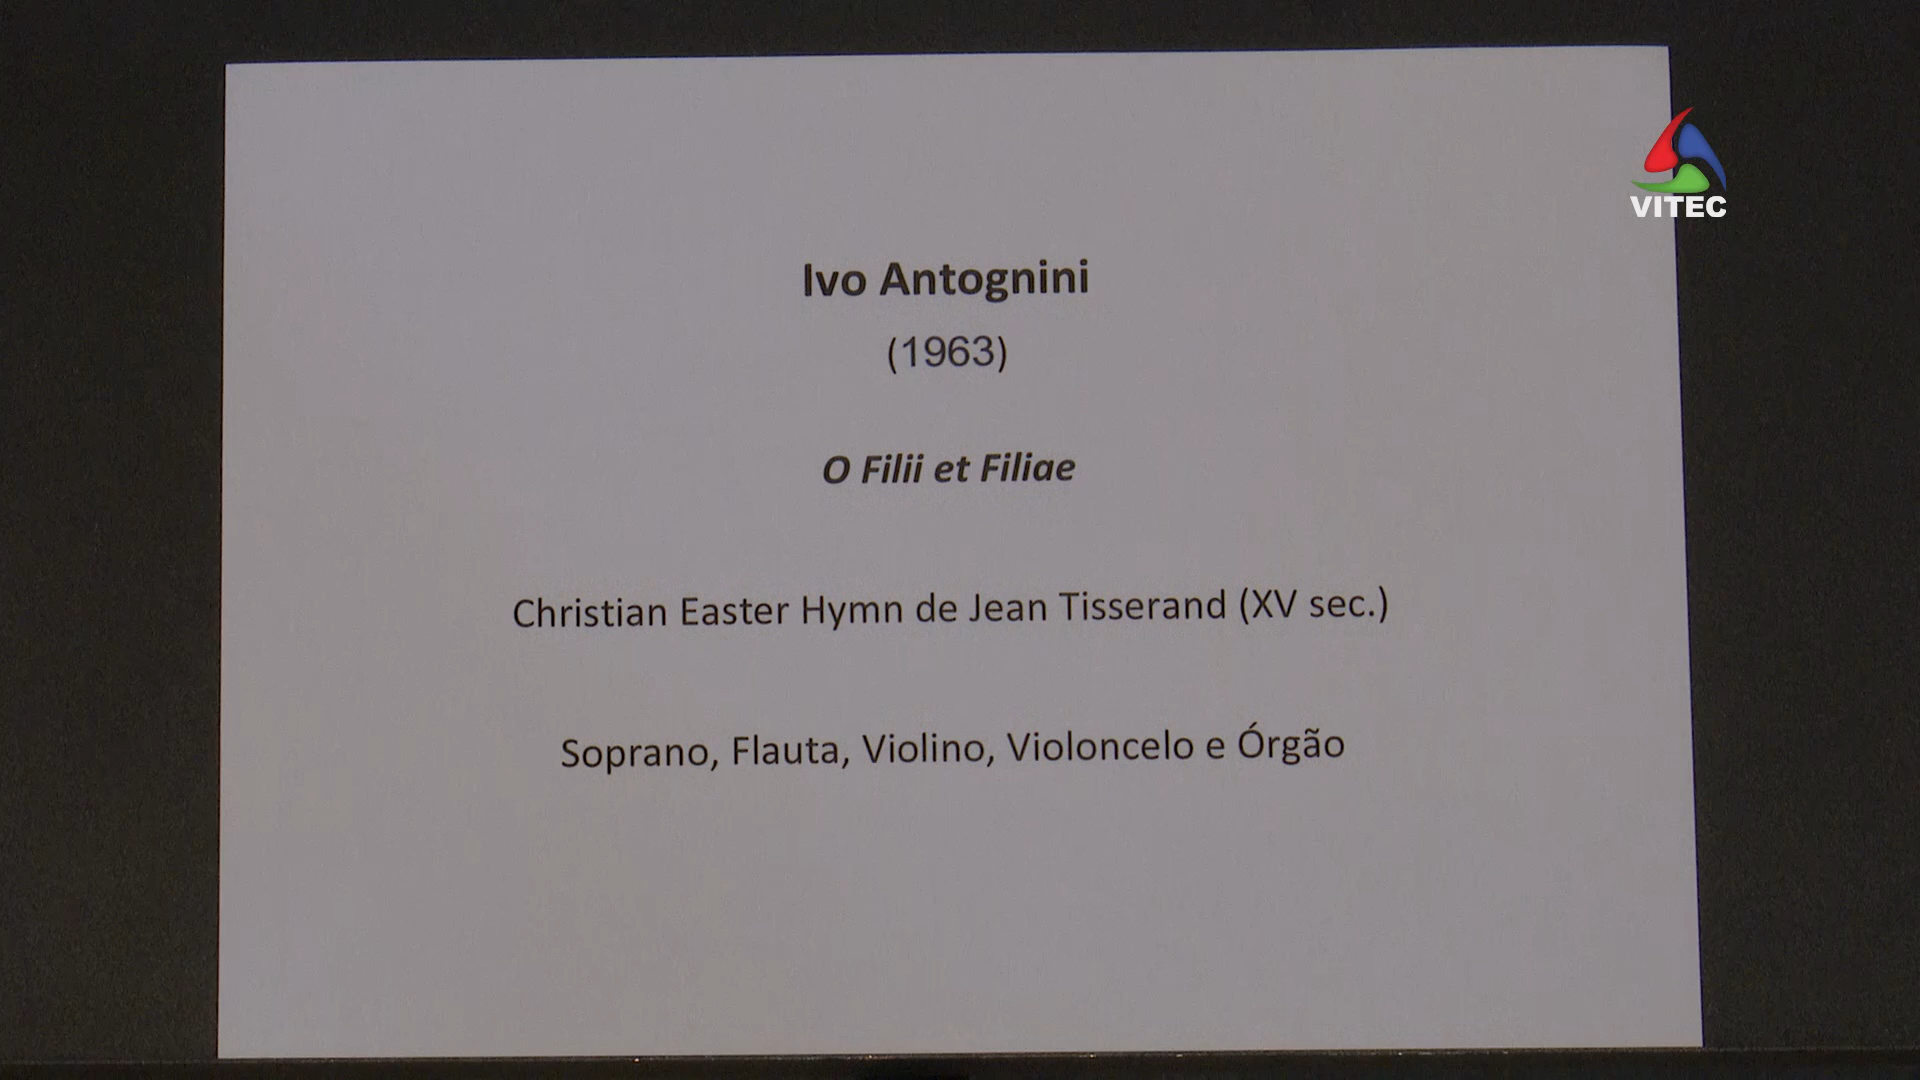 VITEC
Ivo Antognini
(1963)
O Filii et Filiae
Christian Easter Hymn de Jean Tisserand (XV sec.)
Soprano, Flauta, Violino, Violoncelo e Órgão